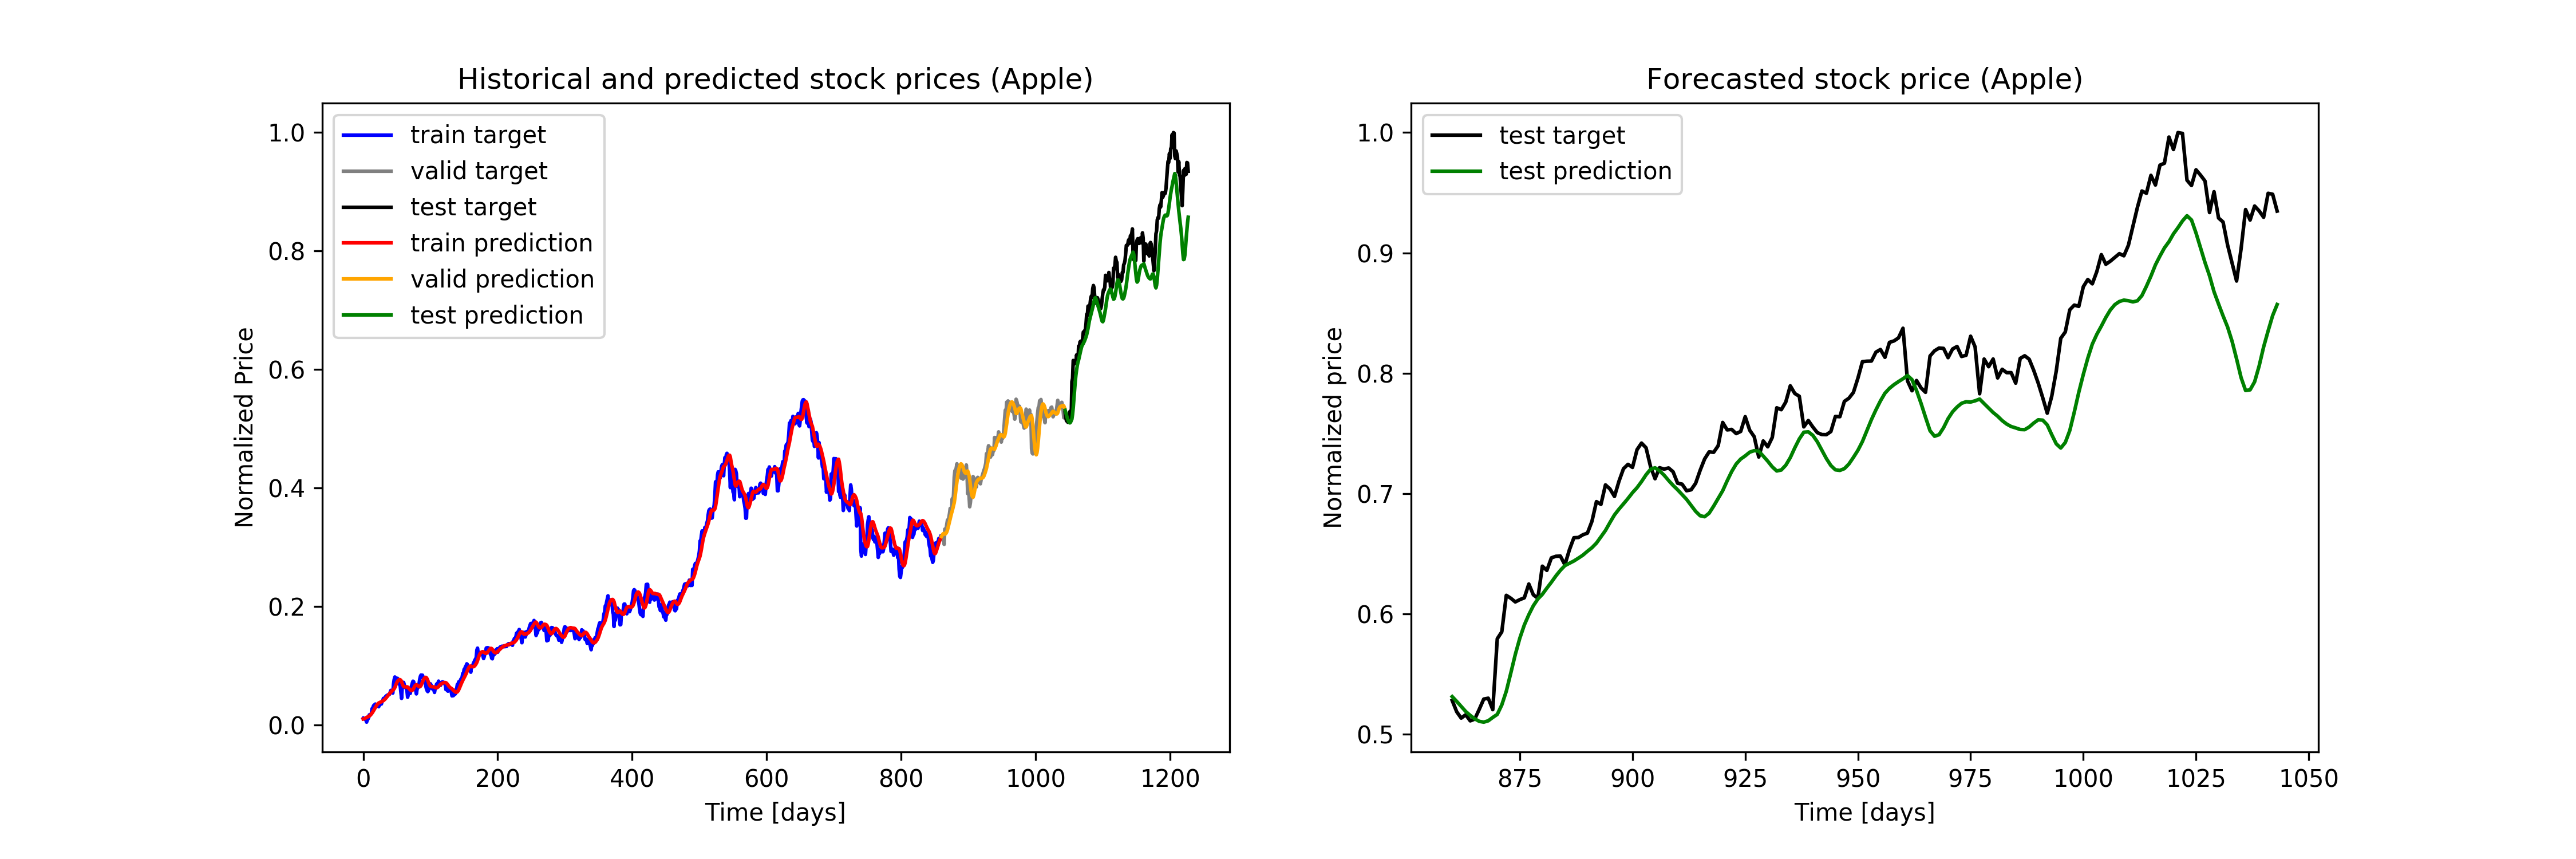 Historical and predicted stock prices (Apple)
train target
valid target
test target
train prediction
valid prediction
test prediction
1.0
0.8
0.6
0.4
0.2
0.0
Normalized Price
0 200 400 600 800 1000 1200
Time [days]
Forecasted stock price (Apple)
test target
test prediction
1.0
0.9
0.8
0.7
0.6
0.5
Normalized price
875 900 925 950 975 1000 1025 1050
Time [days]